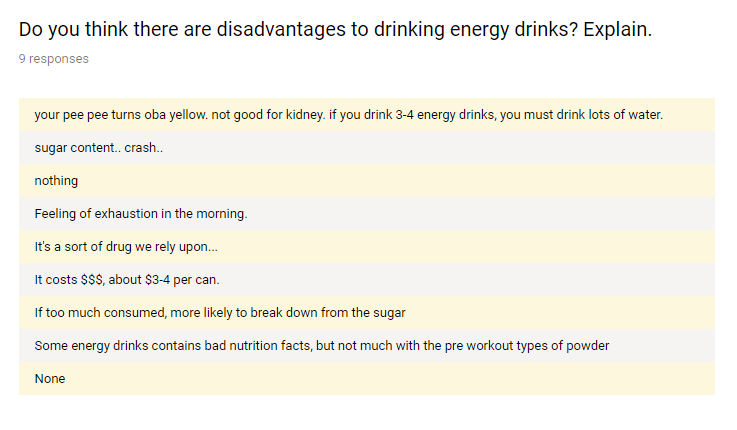 Do you think there are disadvantages to drinking energy drinks? Explain.
9 responses
your pee pee turns oba yellow. not good for kidney. if you drink 3-4 energy drinks, you must drink lots of water.
sugar content.. crash..
nothing
Feeling of exhaustion in the morning.
It's a sort of drug we rely upon...
It costs $$$, about $3-4 per can.
If too much consumed, more likely to break down from the sugar
Some energy drinks contains bad nutrition facts, but not much with the pre workout types of powder
None